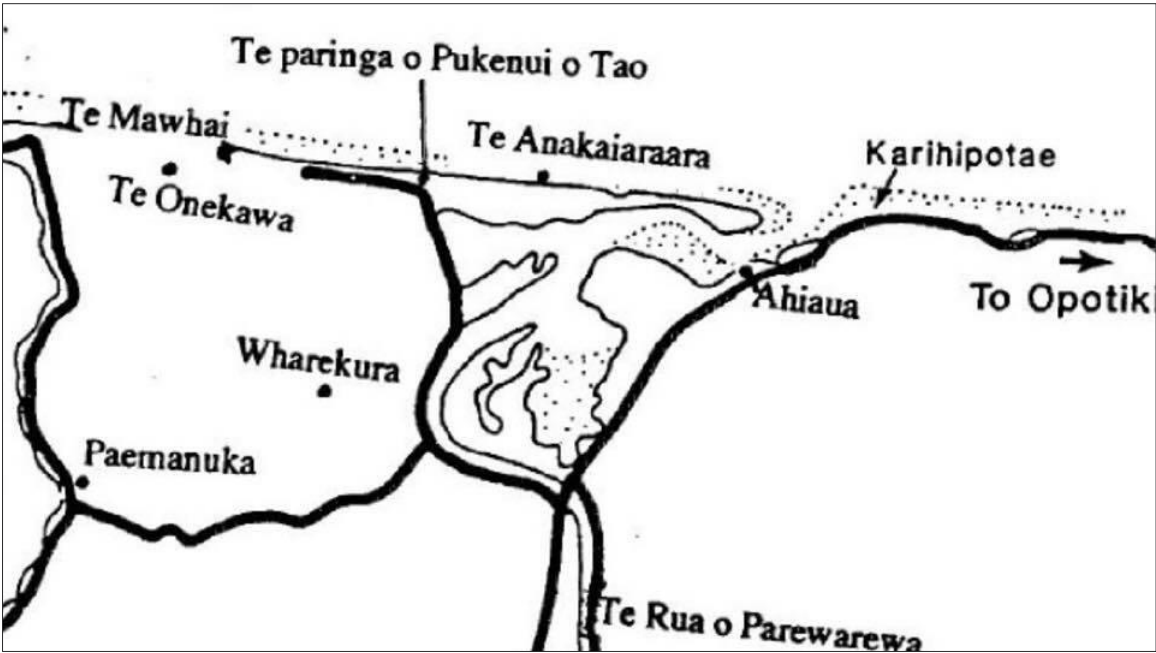 Te paringa o Pukenui o Tao
Te Mawhai
Te Anakaiaraara
Karihipotae
Te Onekawa
Ahiaua
To Opotiki
Wharekura
Paemanuka
Te Rua o Parewarewa